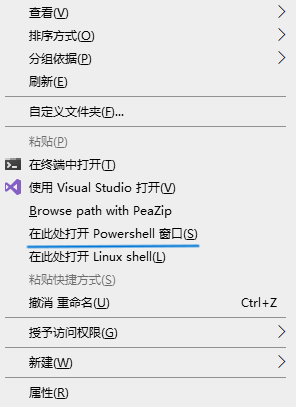 查看(V)
排序方式(O)
分组依据(P)
刷新(E)
自定义文件夹(F)...
粘贴(P)
在终端中打开(T)
使用 Visual Studio 打开(V)
Browse path with PeaZip
在此处打开 Powershell 窗口(S)
在此处打开 Linux shell(L)
粘贴快捷方式(S)
撤消 重命名(U) Ctrl+Z
授予访问权限(G)
新建(W)
属性(R)